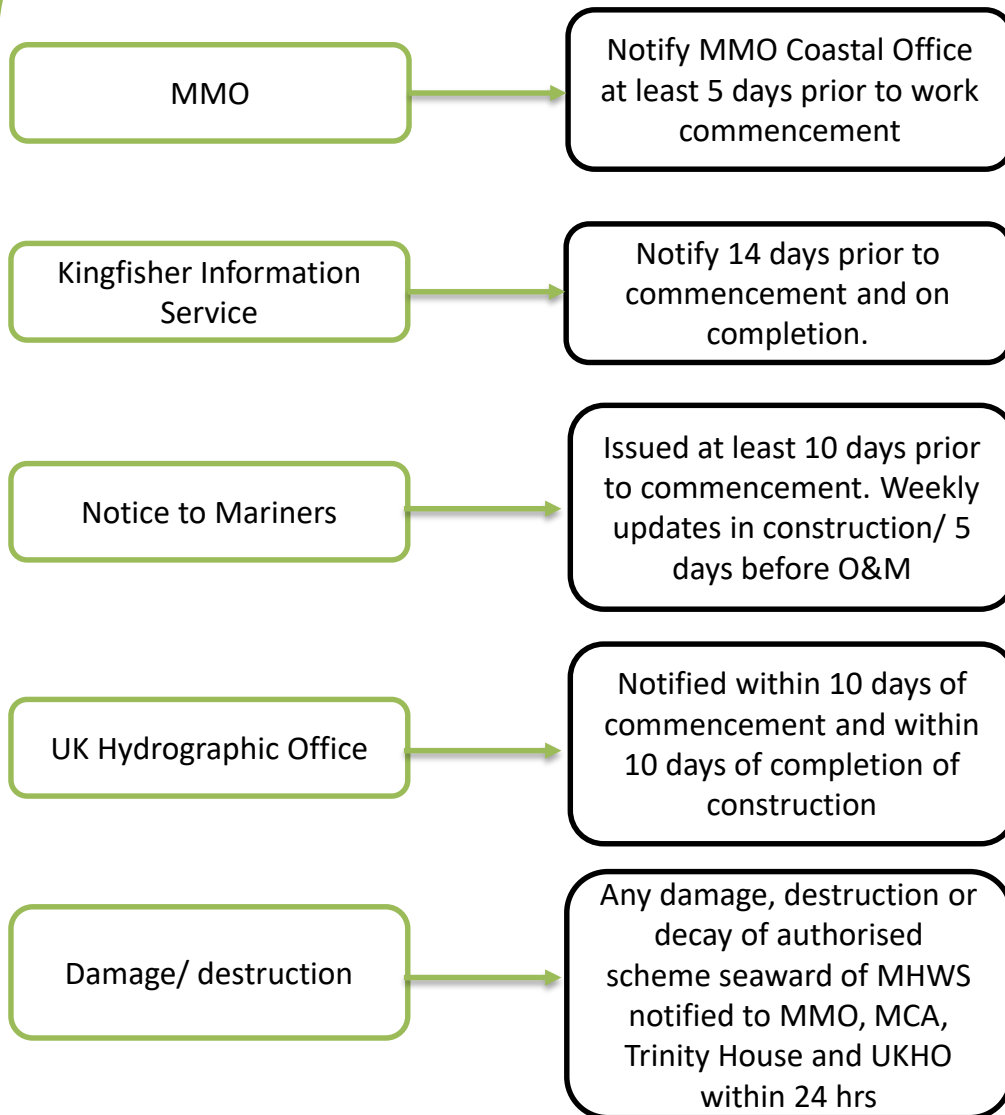 MMO
Notify MMO Coastal Office
at least 5 days prior to work
commencement
Kingfisher Information
Service
Notify 14 days prior to
commencement and on
completion.
Notice to Mariners
Issued at least 10 days prior
to commencement. Weekly
updates in construction/ 5
days before O&M
UK Hydrographic Office
Notified within 10 days of
commencement and within
10 days of completion of
construction
Damage/ destruction
Any damage, destruction or
decay of authorised
scheme seaward of MHWS
notified to MMO, MCA,
Trinity House and UKHO
within 24 hrs